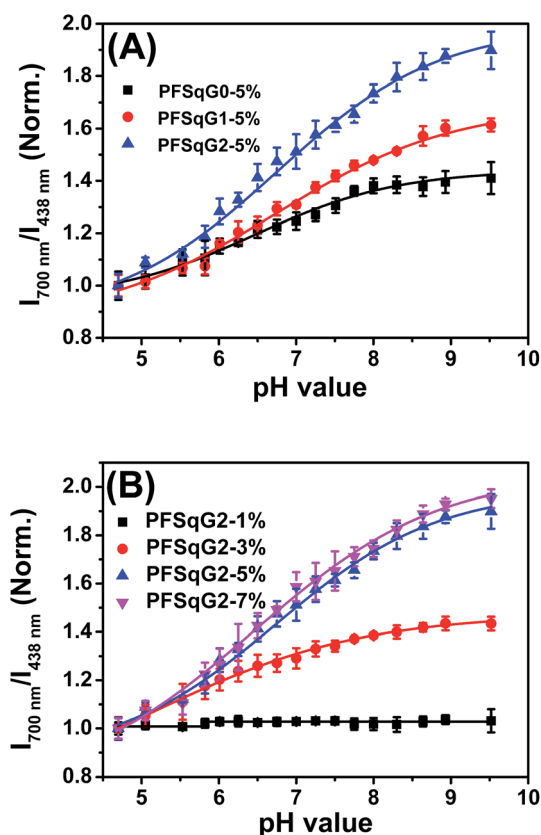 (A)
PFSqG0-5%
PFSqG1-5%
PFSqG2-5%
I700 nm/I438 nm (Norm.)
2.0
1.8
1.6
1.4
1.2
1.0
0.8
5 6 7 8 9 10
pH value
(B)
PFSqG2-1%
PFSqG2-3%
PFSqG2-5%
PFSqG2-7%
I700 nm/I438 nm (Norm.)
2.0
1.8
1.6
1.4
1.2
1.0
0.8
5 6 7 8 9 10
pH value